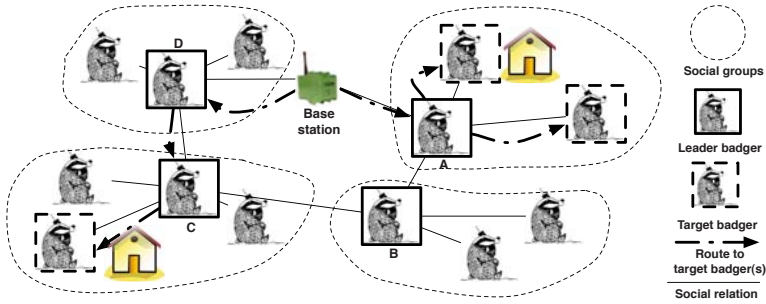 D
Base
station
A
C
B
Social groups
Leader badger
Target badger
Route to
target badger(s)
Social relation